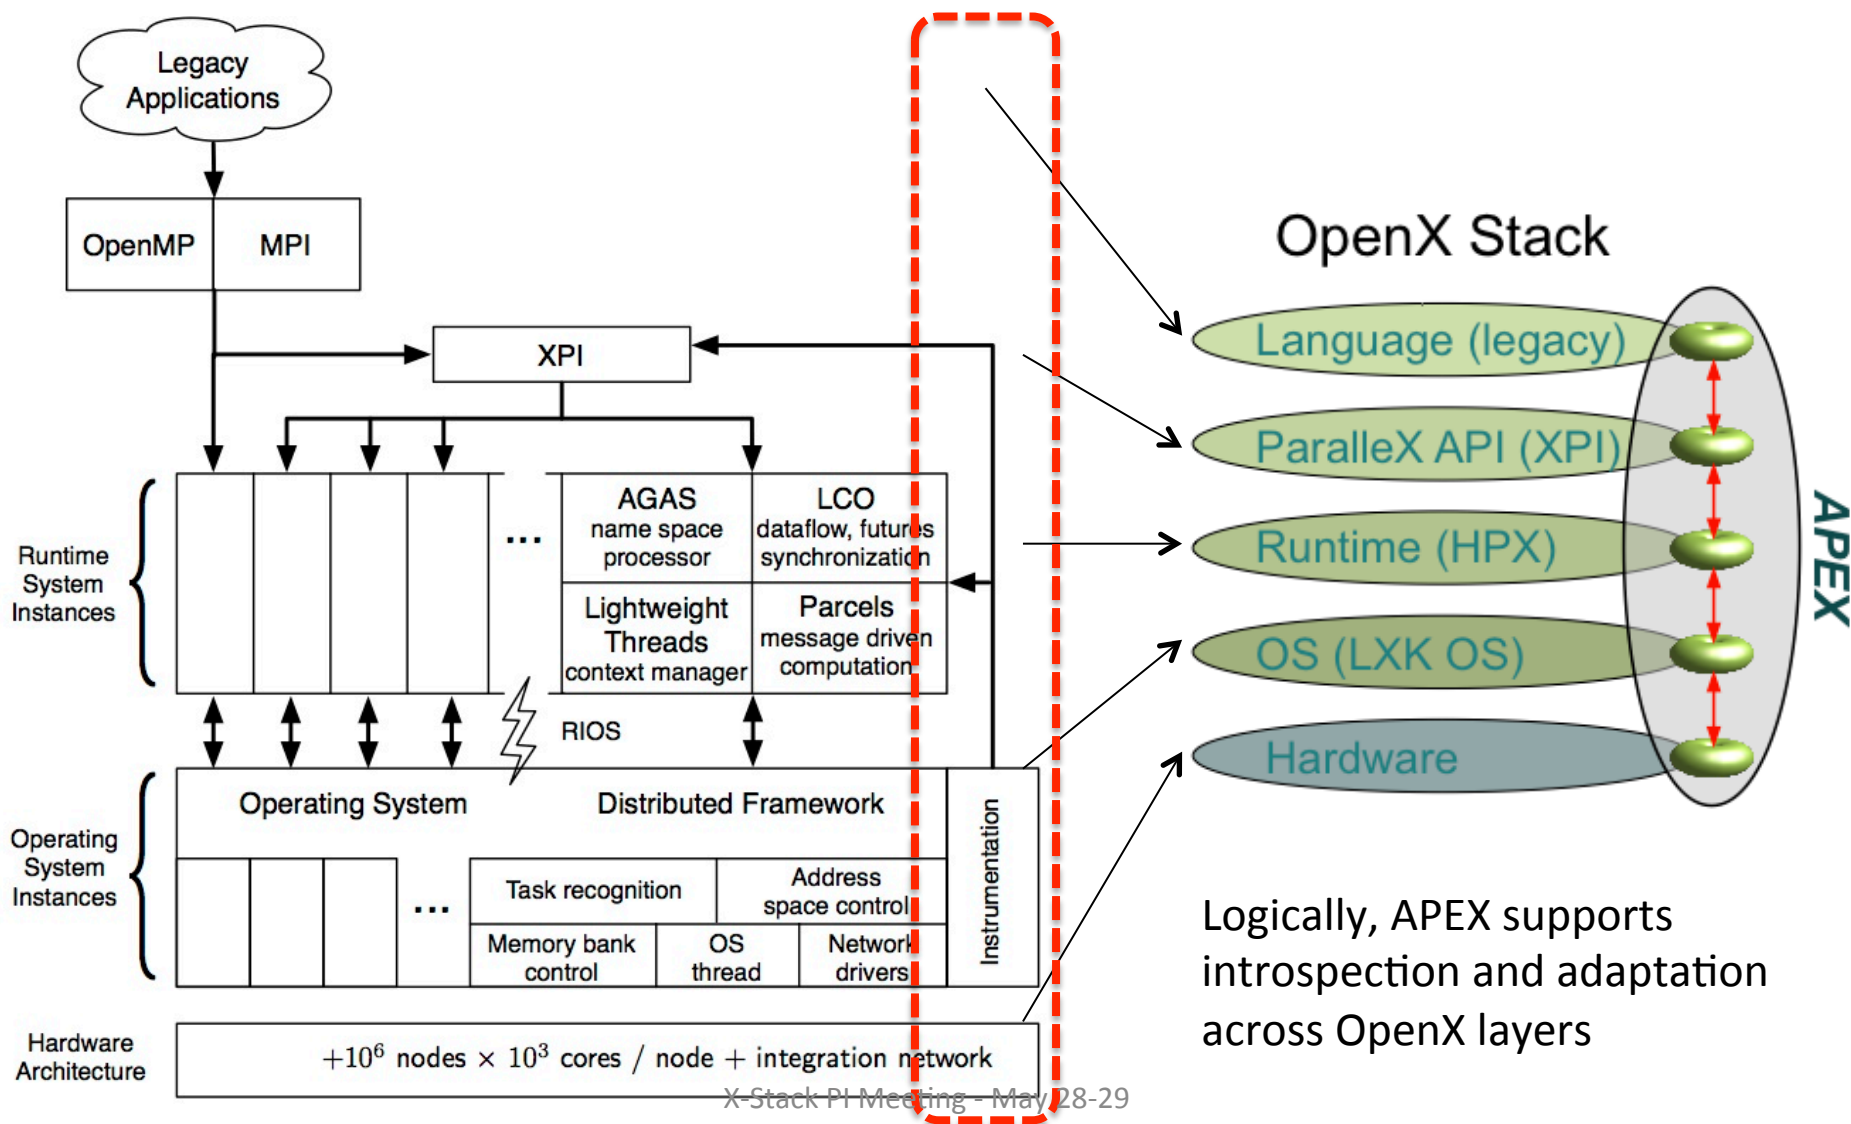 Legacy
Applications
OpenMP
MPI
XPI
Runtime
System
Instances
...
AGAS
name space
processor
LCO
dataflow, futures
synchronization
Lightweight
Threads
context manager
Parcels
message driven
computation
RIOS
Operating
System
Instances
Operating System
Distributed Framework
Instrumentation
...
Task recognition
Address
space control
Memory bank
control
OS
thread
Network
drivers
Hardware
Architecture
+10⁶ nodes × 10³ cores / node + integration network
X-Stack PI Meeting - May 28-29
OpenX Stack
Language (legacy)
ParalleX API (XPI)
Runtime (HPX)
OS (LXK OS)
Hardware
APEX
Logically, APEX supports
introspection and adaptation
across OpenX layers